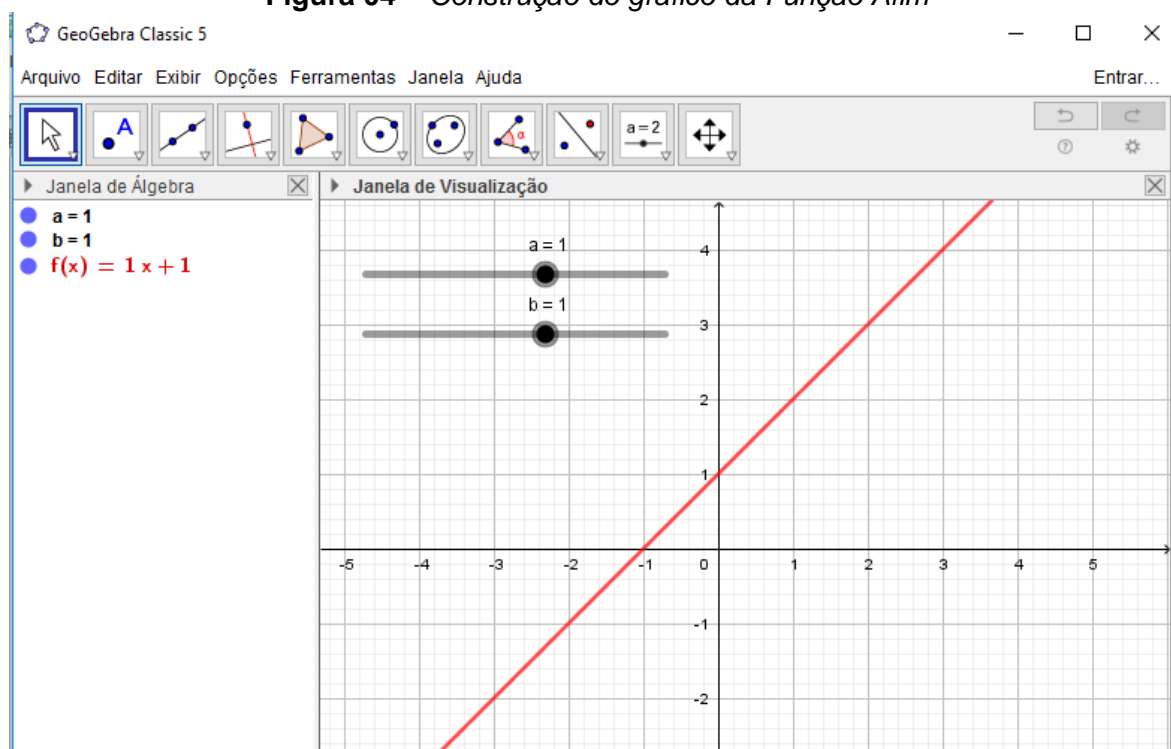 Figura 04 – Construção do gráfico da Função Afim
GeoGebra Classic 5
Arquivo Editar Exibir Opções Ferramentas Janela Ajuda Entrar...
A α a = 2
Janela de Álgebra
Janela de Visualização
a = 1
b = 1
f(x) = 1 x + 1
a = 1
b = 1
4
3
2
1
-5 -4 -3 -2 -1 0 1 2 3 4 5
-1
-2